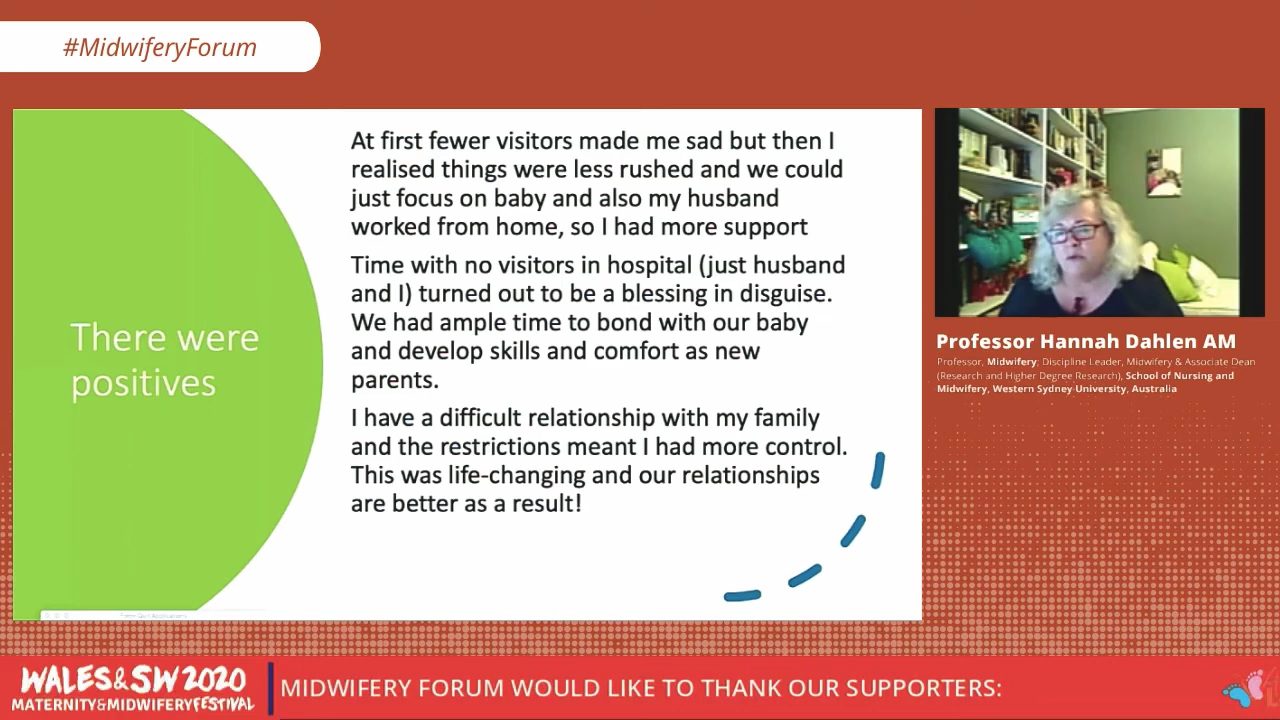 #MidwiferyForum
There were
positives
At first fewer visitors made me sad but then I
realised things were less rushed and we could
just focus on baby and also my husband
worked from home, so I had more support
Time with no visitors in hospital (just husband
and I) turned out to be a blessing in disguise.
We had ample time to bond with our baby
and develop skills and comfort as new
parents.
I have a difficult relationship with my family
and the restrictions meant I had more control.
This was life-changing and our relationships
are better as a result!
Professor Hannah Dahlen AM
Professor, Midwifery; Discipline Leader, Midwifery & Associate Dean
(Research and Higher Degree Research), School of Nursing and
Midwifery, Western Sydney University, Australia
WALES&SW2020
MATERNITY&MIDWIFERYFESTIVAL
MIDWIFERY FORUM WOULD LIKE TO THANK OUR SUPPORTERS: